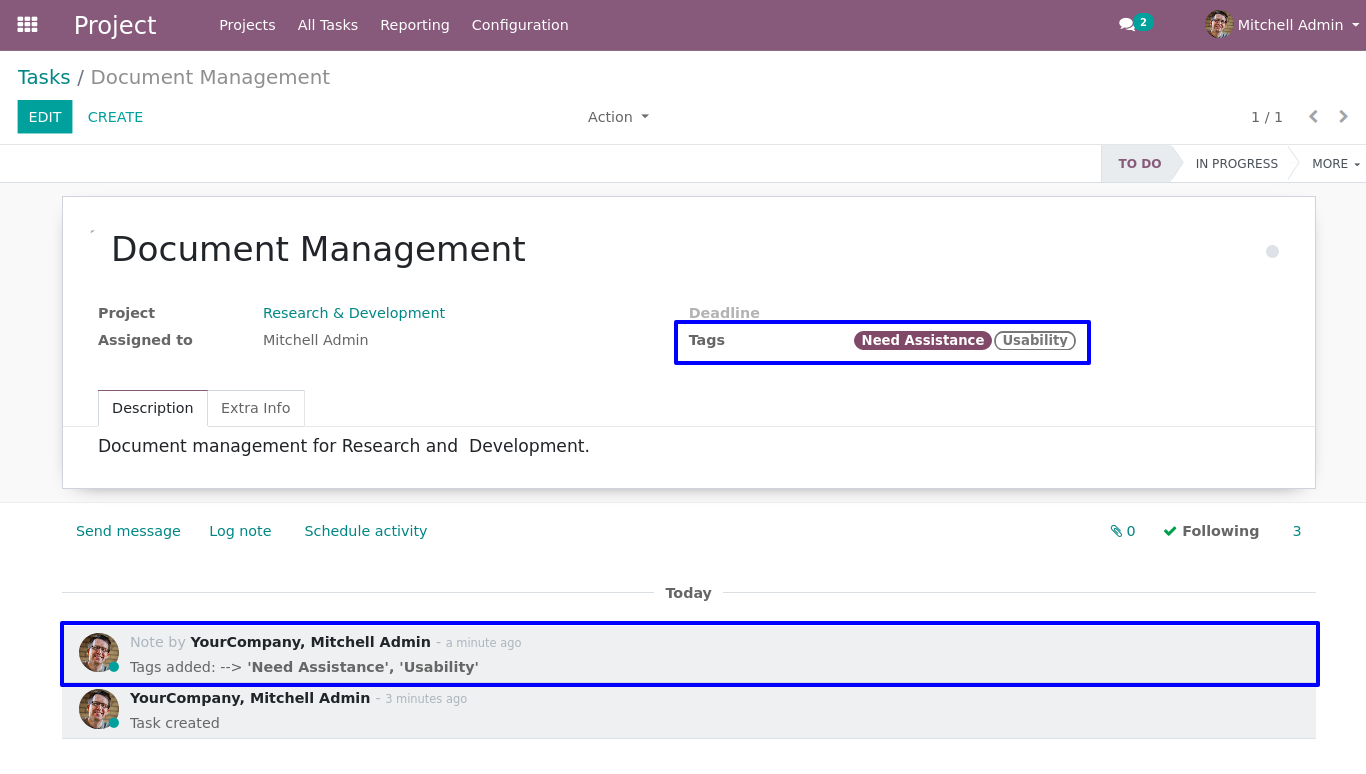 Project Projects All Tasks Reporting Configuration 2 Mitchell Admin
Tasks / Document Management
EDIT CREATE Action 1 / 1
TO DO IN PROGRESS MORE
Document Management
Project Research & Development Deadline
Assigned to Mitchell Admin Tags Need Assistance Usability
Description Extra Info
Document management for Research and  Development.
Send message Log note Schedule activity 0 Following 3
Today
Note by YourCompany, Mitchell Admin - a minute ago
Tags added: --> 'Need Assistance', 'Usability'
YourCompany, Mitchell Admin - 3 minutes ago
Task created